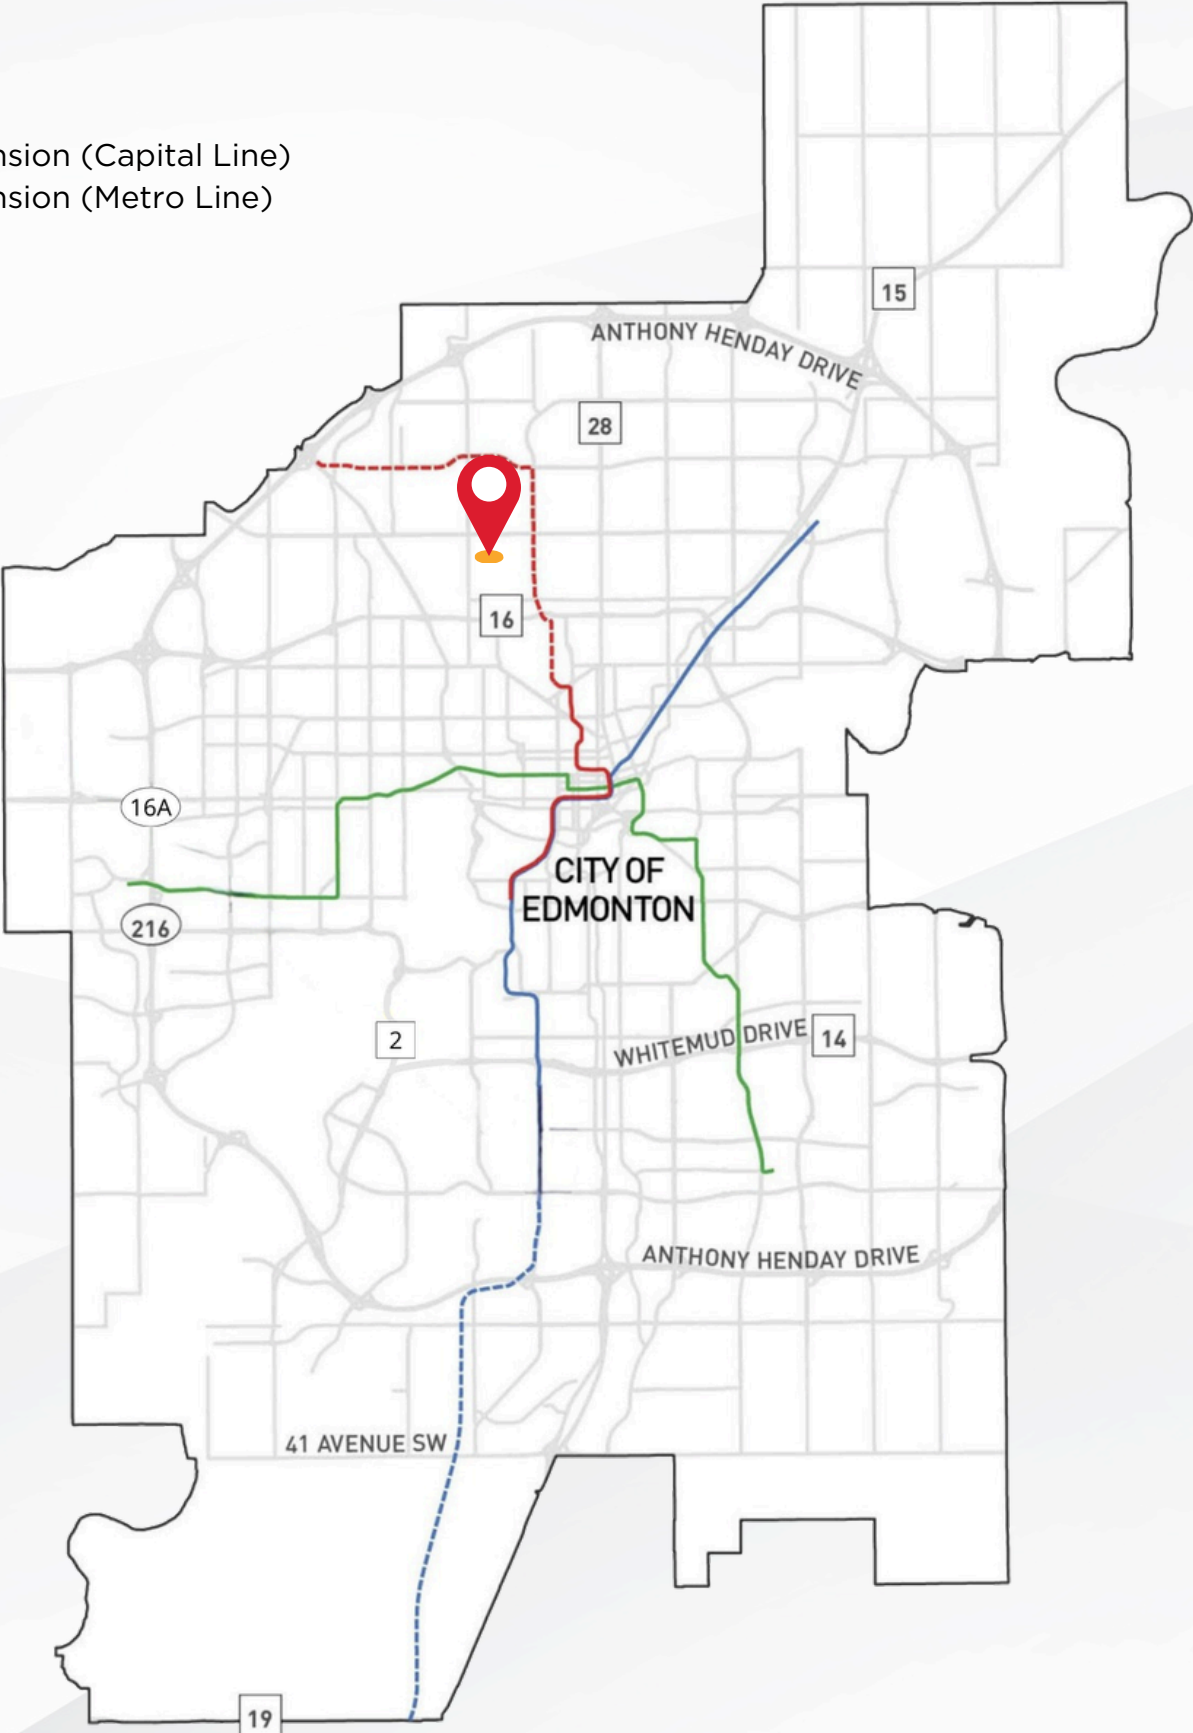 nsion (Capital Line)
nsion (Metro Line)
15
ANTHONY HENDAY DRIVE
28
16
16A
CITY OF
EDMONTON
216
2
WHITEMUD DRIVE
14
ANTHONY HENDAY DRIVE
41 AVENUE SW
19